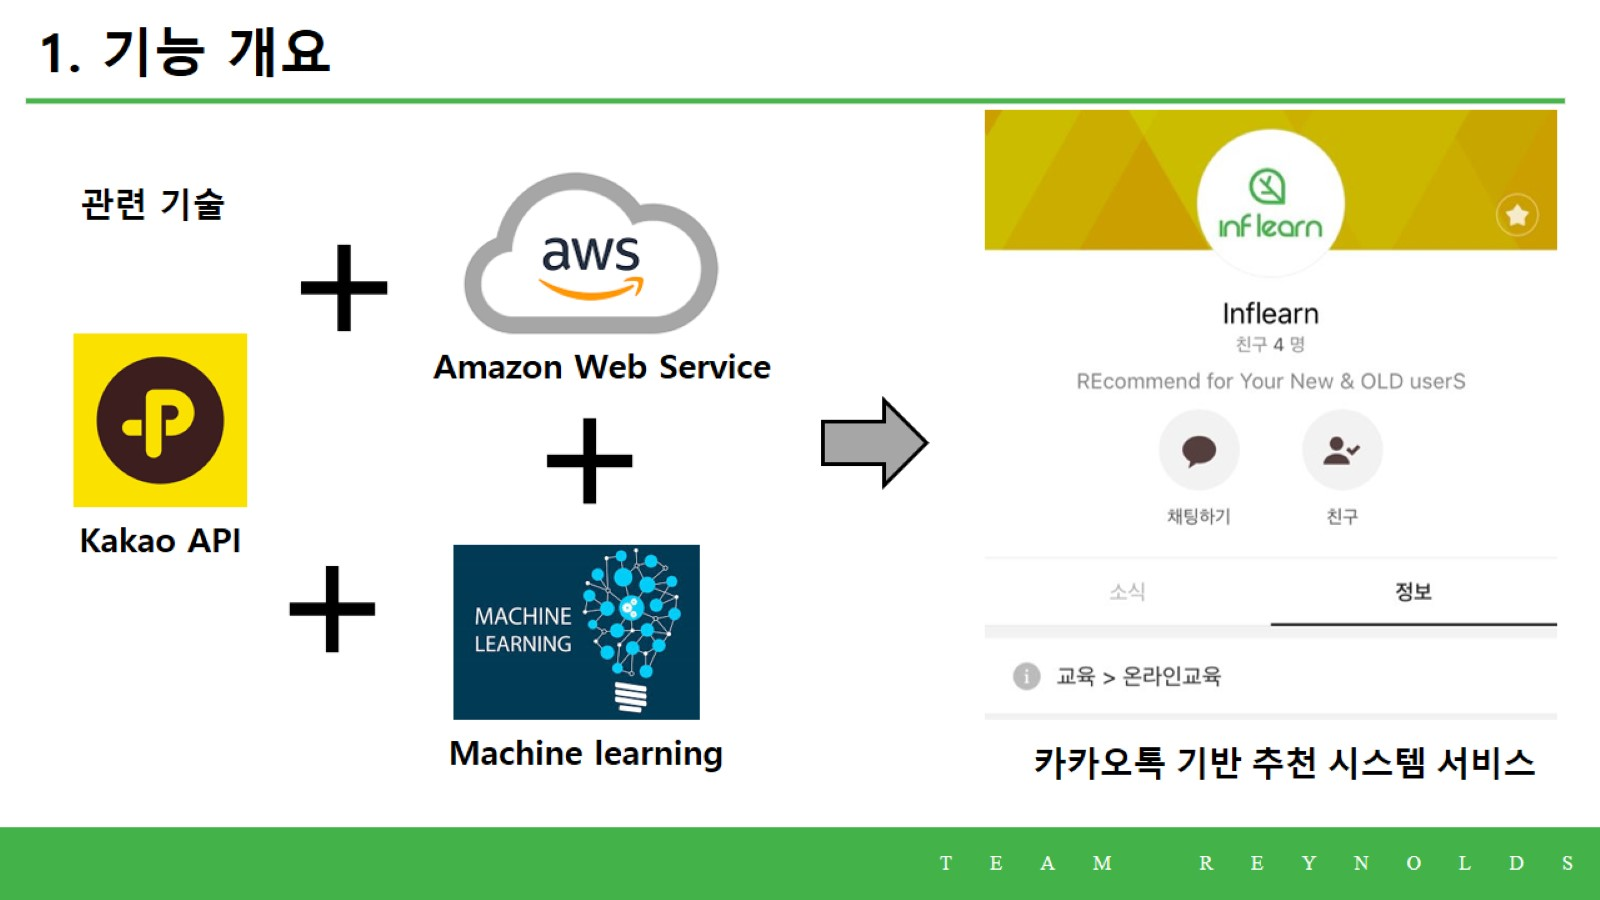 1. 기능 개요
관련 기술
Kakao API
aws
Amazon Web Service
MACHINE
LEARNING
Machine learning
inflearn
Inflearn
친구 4 명
REcommend for Your New & OLD userS
채팅하기
친구
소식
정보
교육 > 온라인교육
카카오톡 기반 추천 시스템 서비스
TEAM REYNOLDS